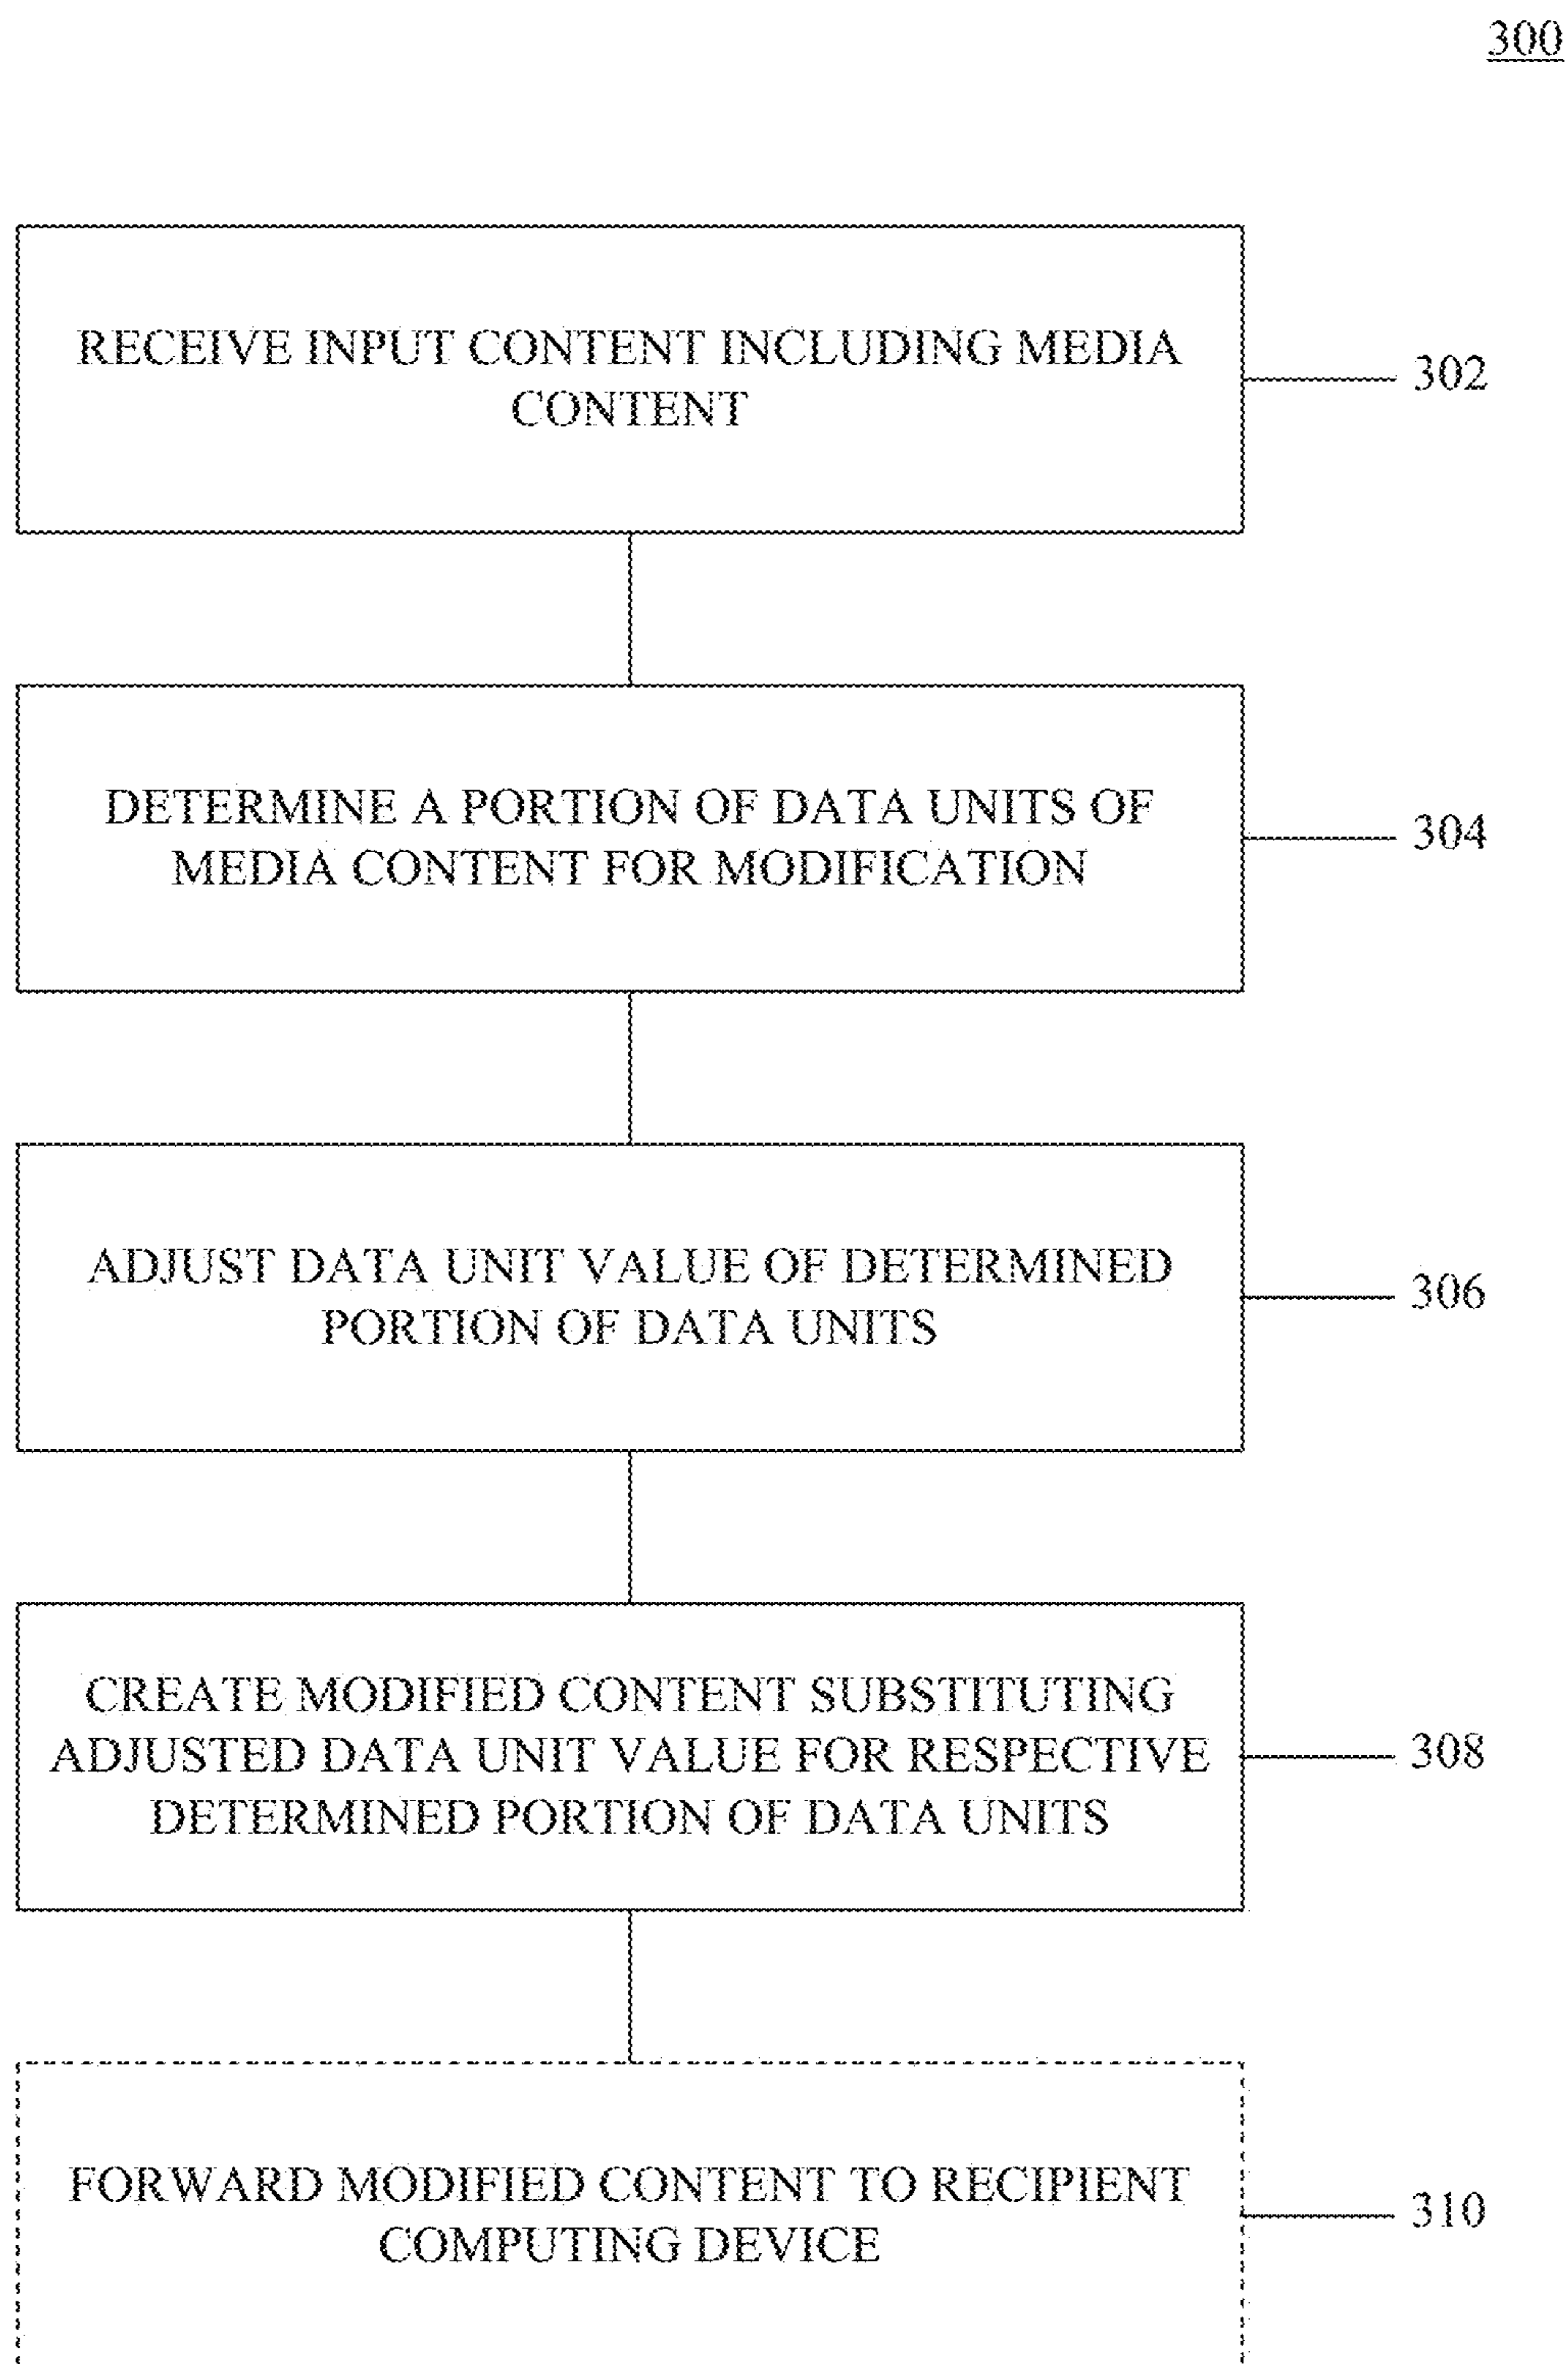 300
RECEIVE INPUT CONTENT INCLUDING MEDIA
CONTENT
302
DETERMINE A PORTION OF DATA UNITS OF
MEDIA CONTENT FOR MODIFICATION
304
ADJUST DATA UNIT VALUE OF DETERMINED
PORTION OF DATA UNITS
306
CREATE MODIFIED CONTENT SUBSTITUTING
ADJUSTED DATA UNIT VALUE FOR RESPECTIVE
DETERMINED PORTION OF DATA UNITS
308
FORWARD MODIFIED CONTENT TO RECIPIENT
COMPUTING DEVICE
310